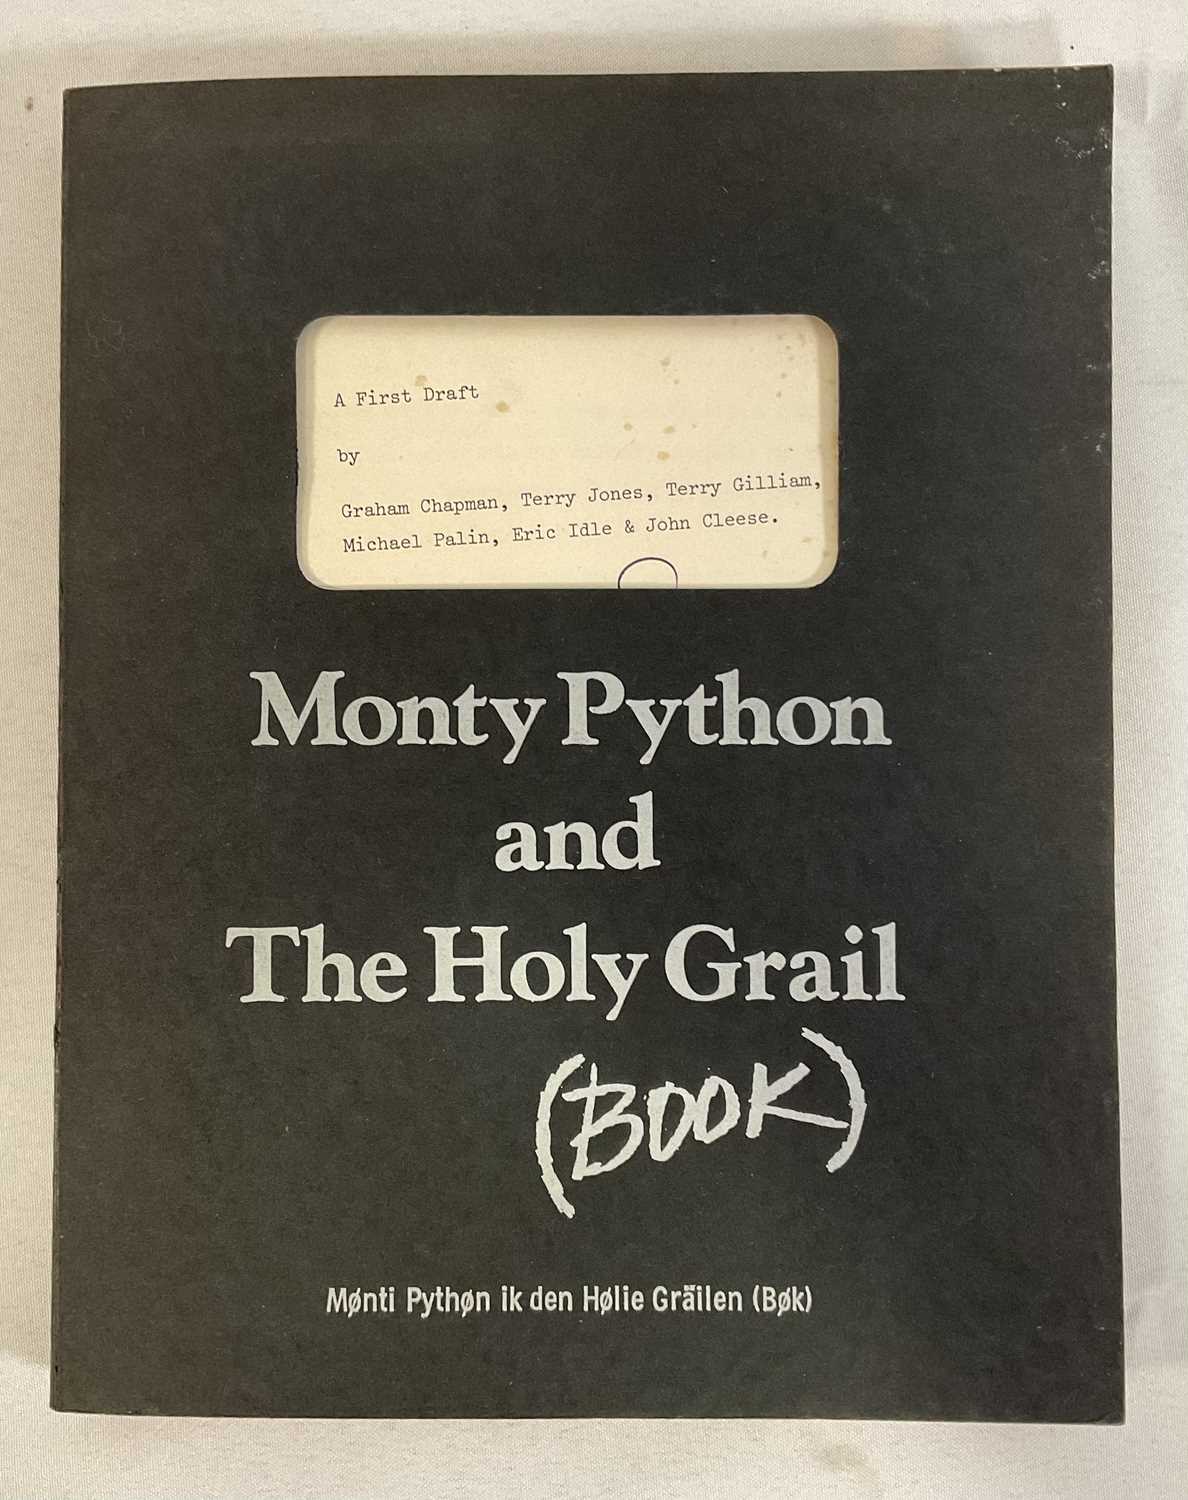 A First Draft
by
Graham Chapman, Terry Jones, Terry Gilliam,
Michael Palin, Eric Idle & John Cleese.
Monty Python
and
The Holy Grail
(BOOK)
Mønti Pythøn ik den Hølie Gräilen (Bøk)